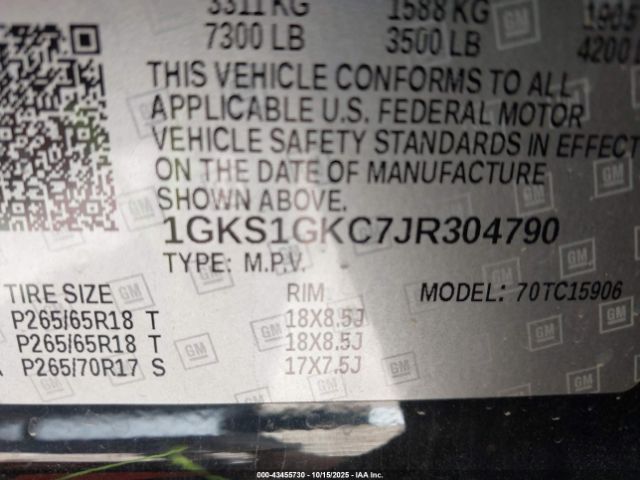 3311 KG 1588 KG
7300 LB 3500 LB
THIS VEHICLE CONFORMS TO ALL
APPLICABLE U.S. FEDERAL MOTOR
VEHICLE SAFETY STANDARDS IN EFFECT
ON THE DATE OF MANUFACTURE
SHOWN ABOVE.
1GKS1GKC7JR304790
TYPE: M.P.V.
MODEL: 70TC15906
TIRE SIZE RIM
P265/65R18 T 18X8.5J
P265/65R18 T 18X8.5J
P265/70R17 S 17X7.5J
GM
000-43455730 - 10/15/2025 - IAA Inc.